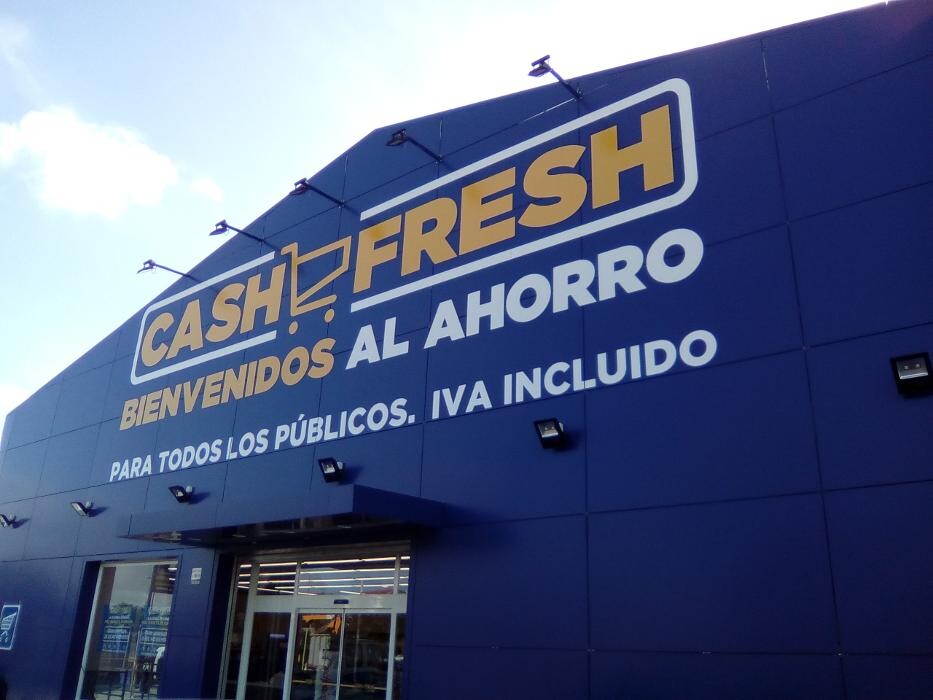 CASH FRESH
BIENVENIDOS AL AHORRO
PARA TODOS LOS PÚBLICOS. IVA INCLUIDO